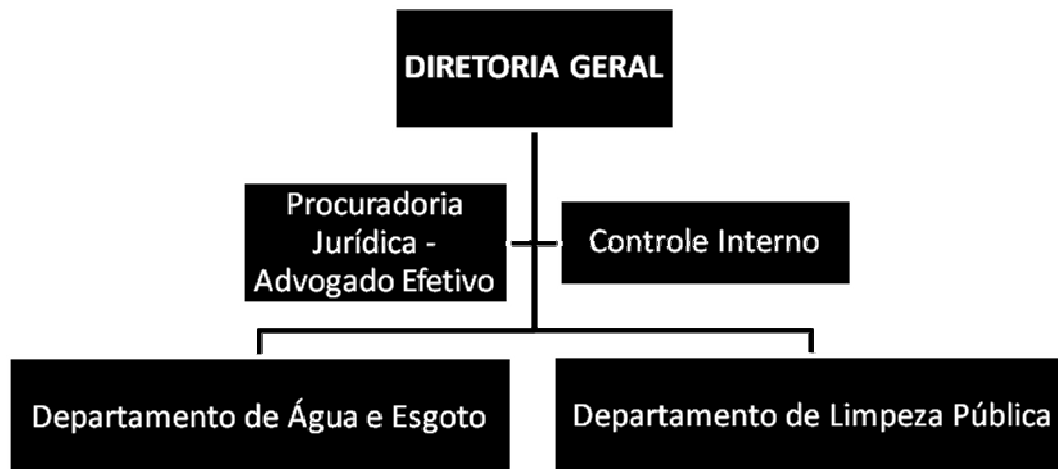 DIRETORIA GERAL
Procuradoria
Jurídica -
Advogado Efetivo
Controle Interno
Departamento de Água e Esgoto
Departamento de Limpeza Pública